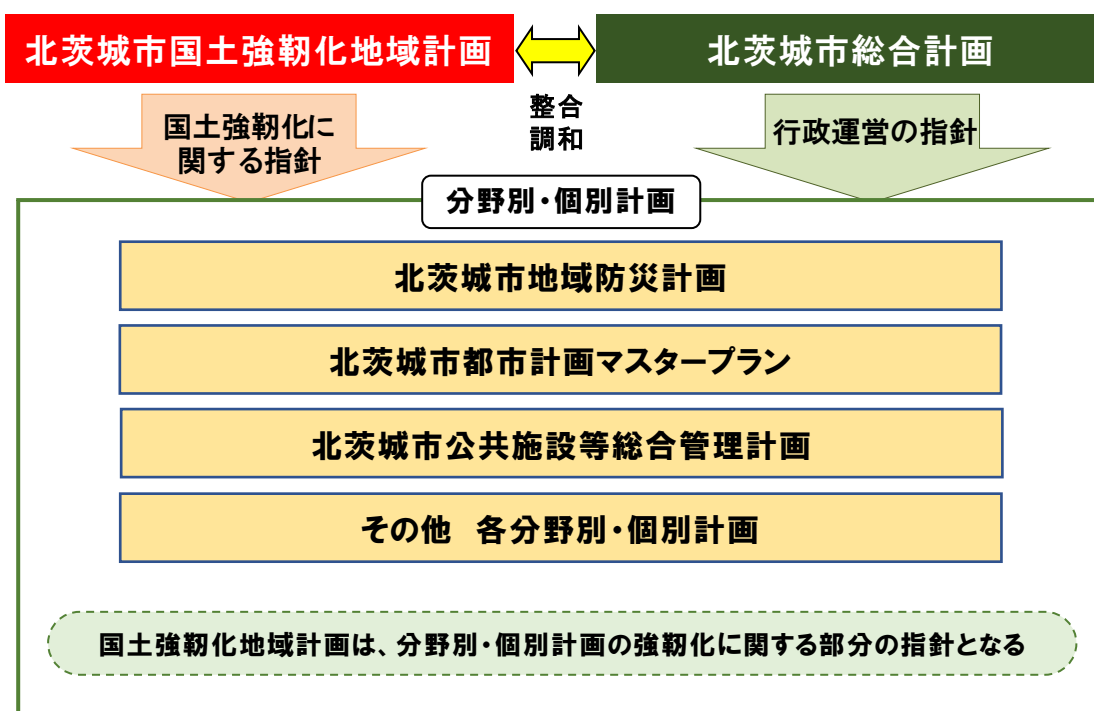 北茨城市国土強靭化地域計画
北茨城市総合計画
整合
調和
国土強靭化に
関する指針
行政運営の指針
分野別・個別計画
北茨城市地域防災計画
北茨城市都市計画マスタープラン
北茨城市公共施設等総合管理計画
その他　各分野別・個別計画
国土強靭化地域計画は、分野別・個別計画の強靭化に関する部分の指針となる